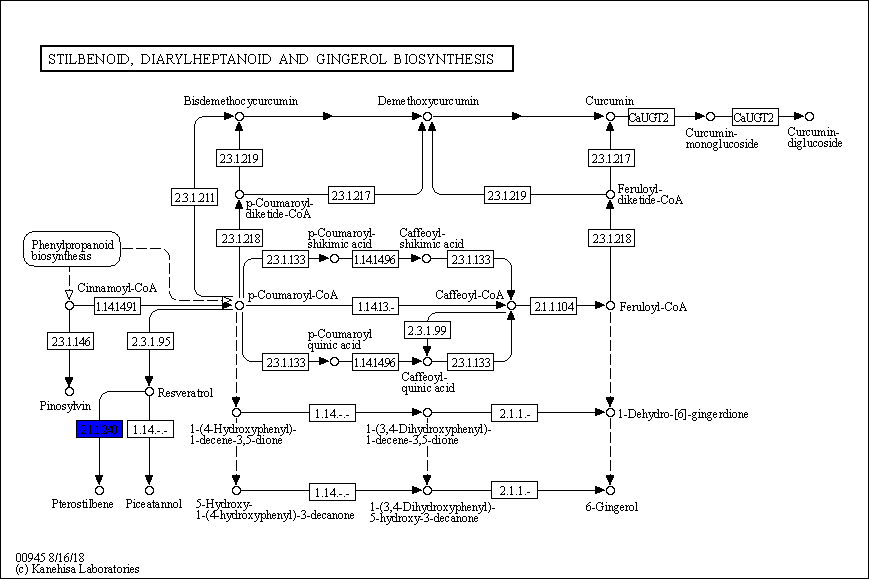 STILBENOID, DIARYLHEPTANOID AND GINGEROL BIOSYNTHESIS
Bisdemethocycurcumin
Demethoxycurcumin
Curcumin
CaUGT2
CaUGT2
Curcumin-
monoglucoside
Curcumin-
diglucoside
2.3.1.219
2.3.1.217
2.3.1.211
2.3.1.217
2.3.1.219
p-Coumaroyl-
diketide-CoA
Feruloyl-
diketide-CoA
2.3.1.218
2.3.1.218
Phenylpropanoid
biosynthesis
p-Coumaroyl-
shikimic acid
Caffeoyl-
shikimic acid
2.3.1.133
1.14.14.96
2.3.1.133
Cinnamoyl-CoA
p-Coumaroyl-CoA
Caffeoyl-CoA
Feruloyl-CoA
1.14.14.91
1.14.13.-
2.1.1.104
2.3.1.146
2.3.1.95
p-Coumaroyl
quinic acid
2.3.1.99
2.3.1.133
1.14.14.96
2.3.1.133
Caffeoyl-
quinic acid
Pinosylvin
Resveratrol
1.14.-.-
1.14.-.-
2.1.1.-
1-(4-Hydroxyphenyl)-
1-decene-3,5-dione
1-(3,4-Dihydroxyphenyl)-
1-decene-3,5-dione
1-Dehydro-[6]-gingerdione
Pterostilbene
Piceatannol
1.14.-.-
2.1.1.-
5-Hydroxy-
1-(4-hydroxyphenyl)-3-decanone
1-(3,4-Dihydroxyphenyl)-
5-hydroxy-3-decanone
6-Gingerol
00945 8/16/18
(c) Kanehisa Laboratories